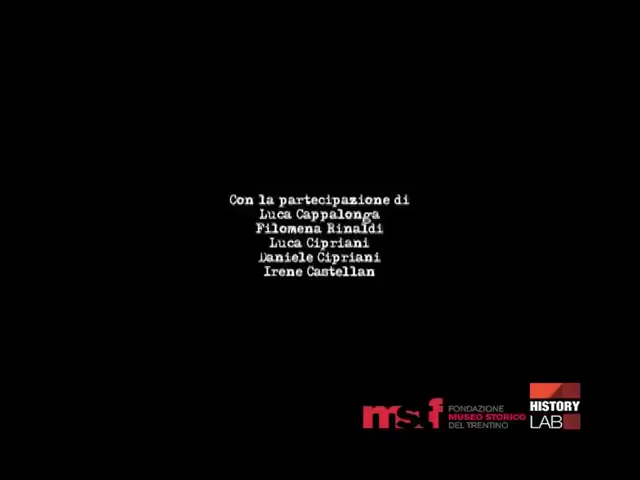 Con la partecipazione di
Luca Cappalonga
Filomena Rinaldi
Luca Cipriani
Daniele Cipriani
Irene Castellan
msf
FONDAZIONE
MUSEO STORICO
DEL TRENTINO
HISTORY
LAB